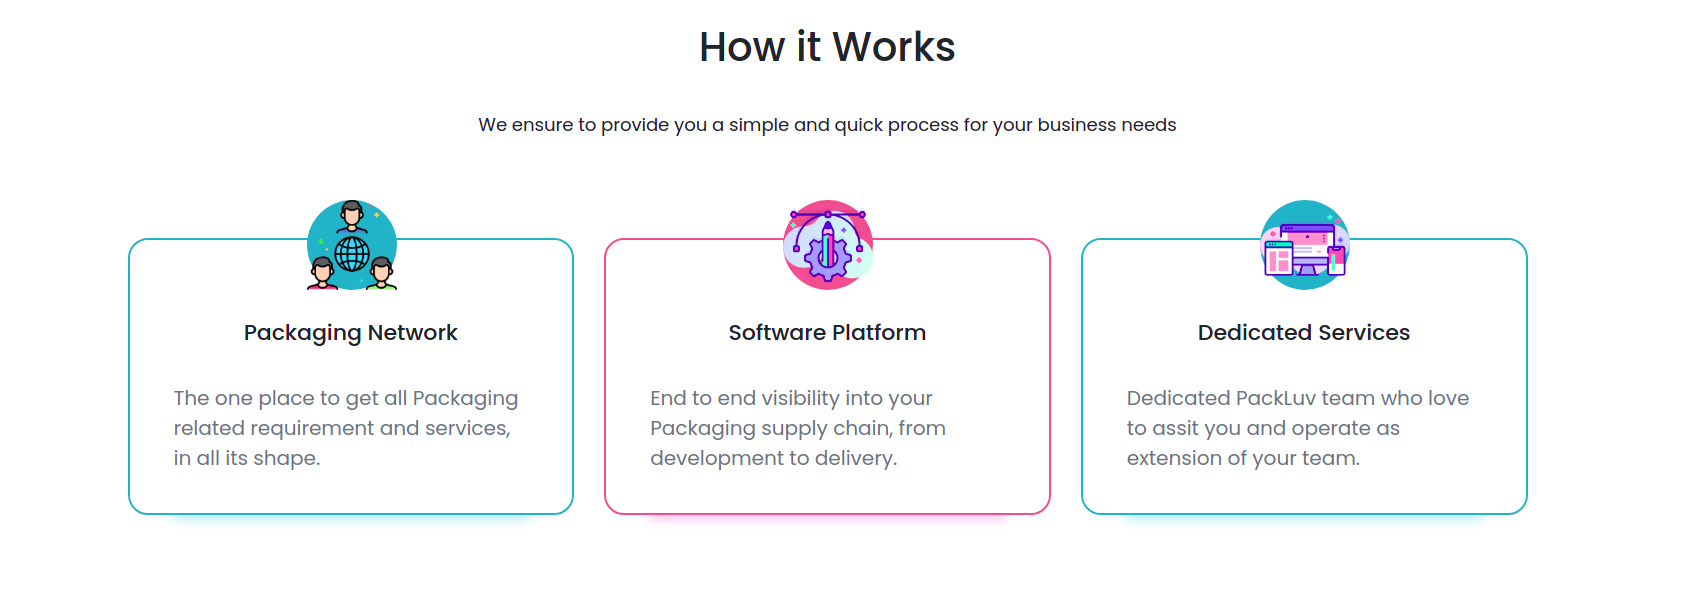 How it Works
We ensure to provide you a simple and quick process for your business needs
Packaging Network
The one place to get all Packaging
related requirement and services,
in all its shape.
Software Platform
End to end visibility into your
Packaging supply chain, from
development to delivery.
Dedicated Services
Dedicated PackLuv team who love
to assit you and operate as
extension of your team.